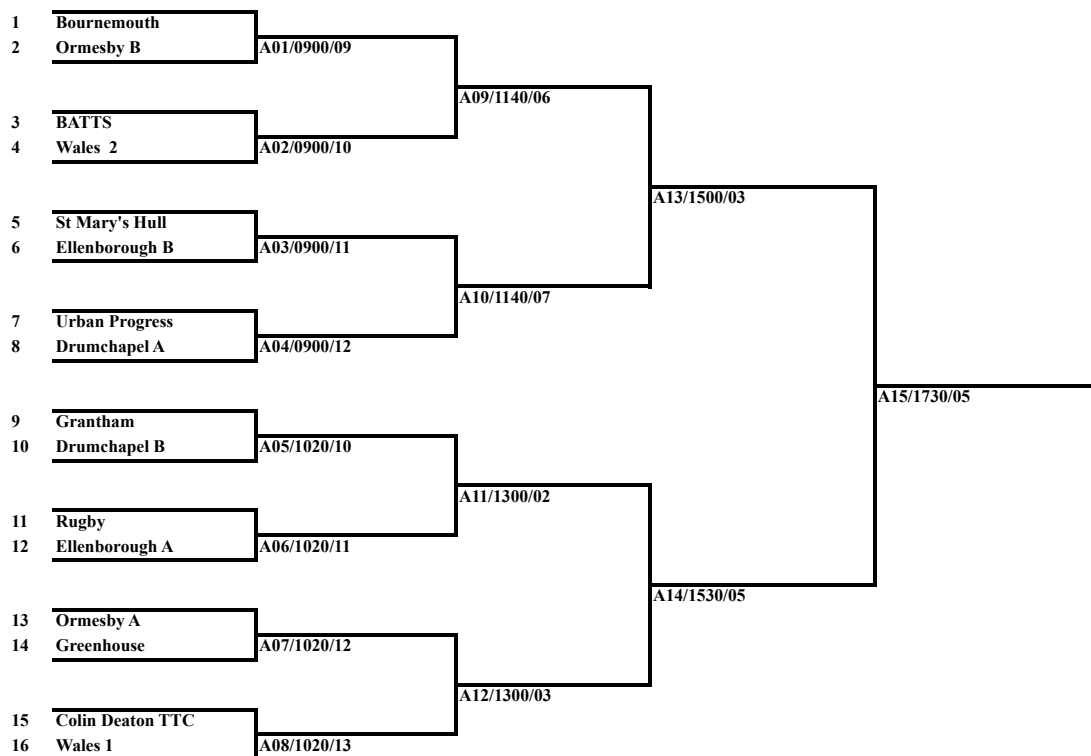 1 Bournemouth
2 Ormesby B A01/0900/09
A09/1140/06
3 BATTS
4 Wales 2 A02/0900/10
A13/1500/03
5 St Mary's Hull
6 Ellenborough B A03/0900/11
A10/1140/07
7 Urban Progress
8 Drumchapel A A04/0900/12
A15/1730/05
9 Grantham
10 Drumchapel B A05/1020/10
A11/1300/02
11 Rugby
12 Ellenborough A A06/1020/11
A14/1530/05
13 Ormesby A
14 Greenhouse A07/1020/12
A12/1300/03
15 Colin Deaton TTC
16 Wales 1 A08/1020/13